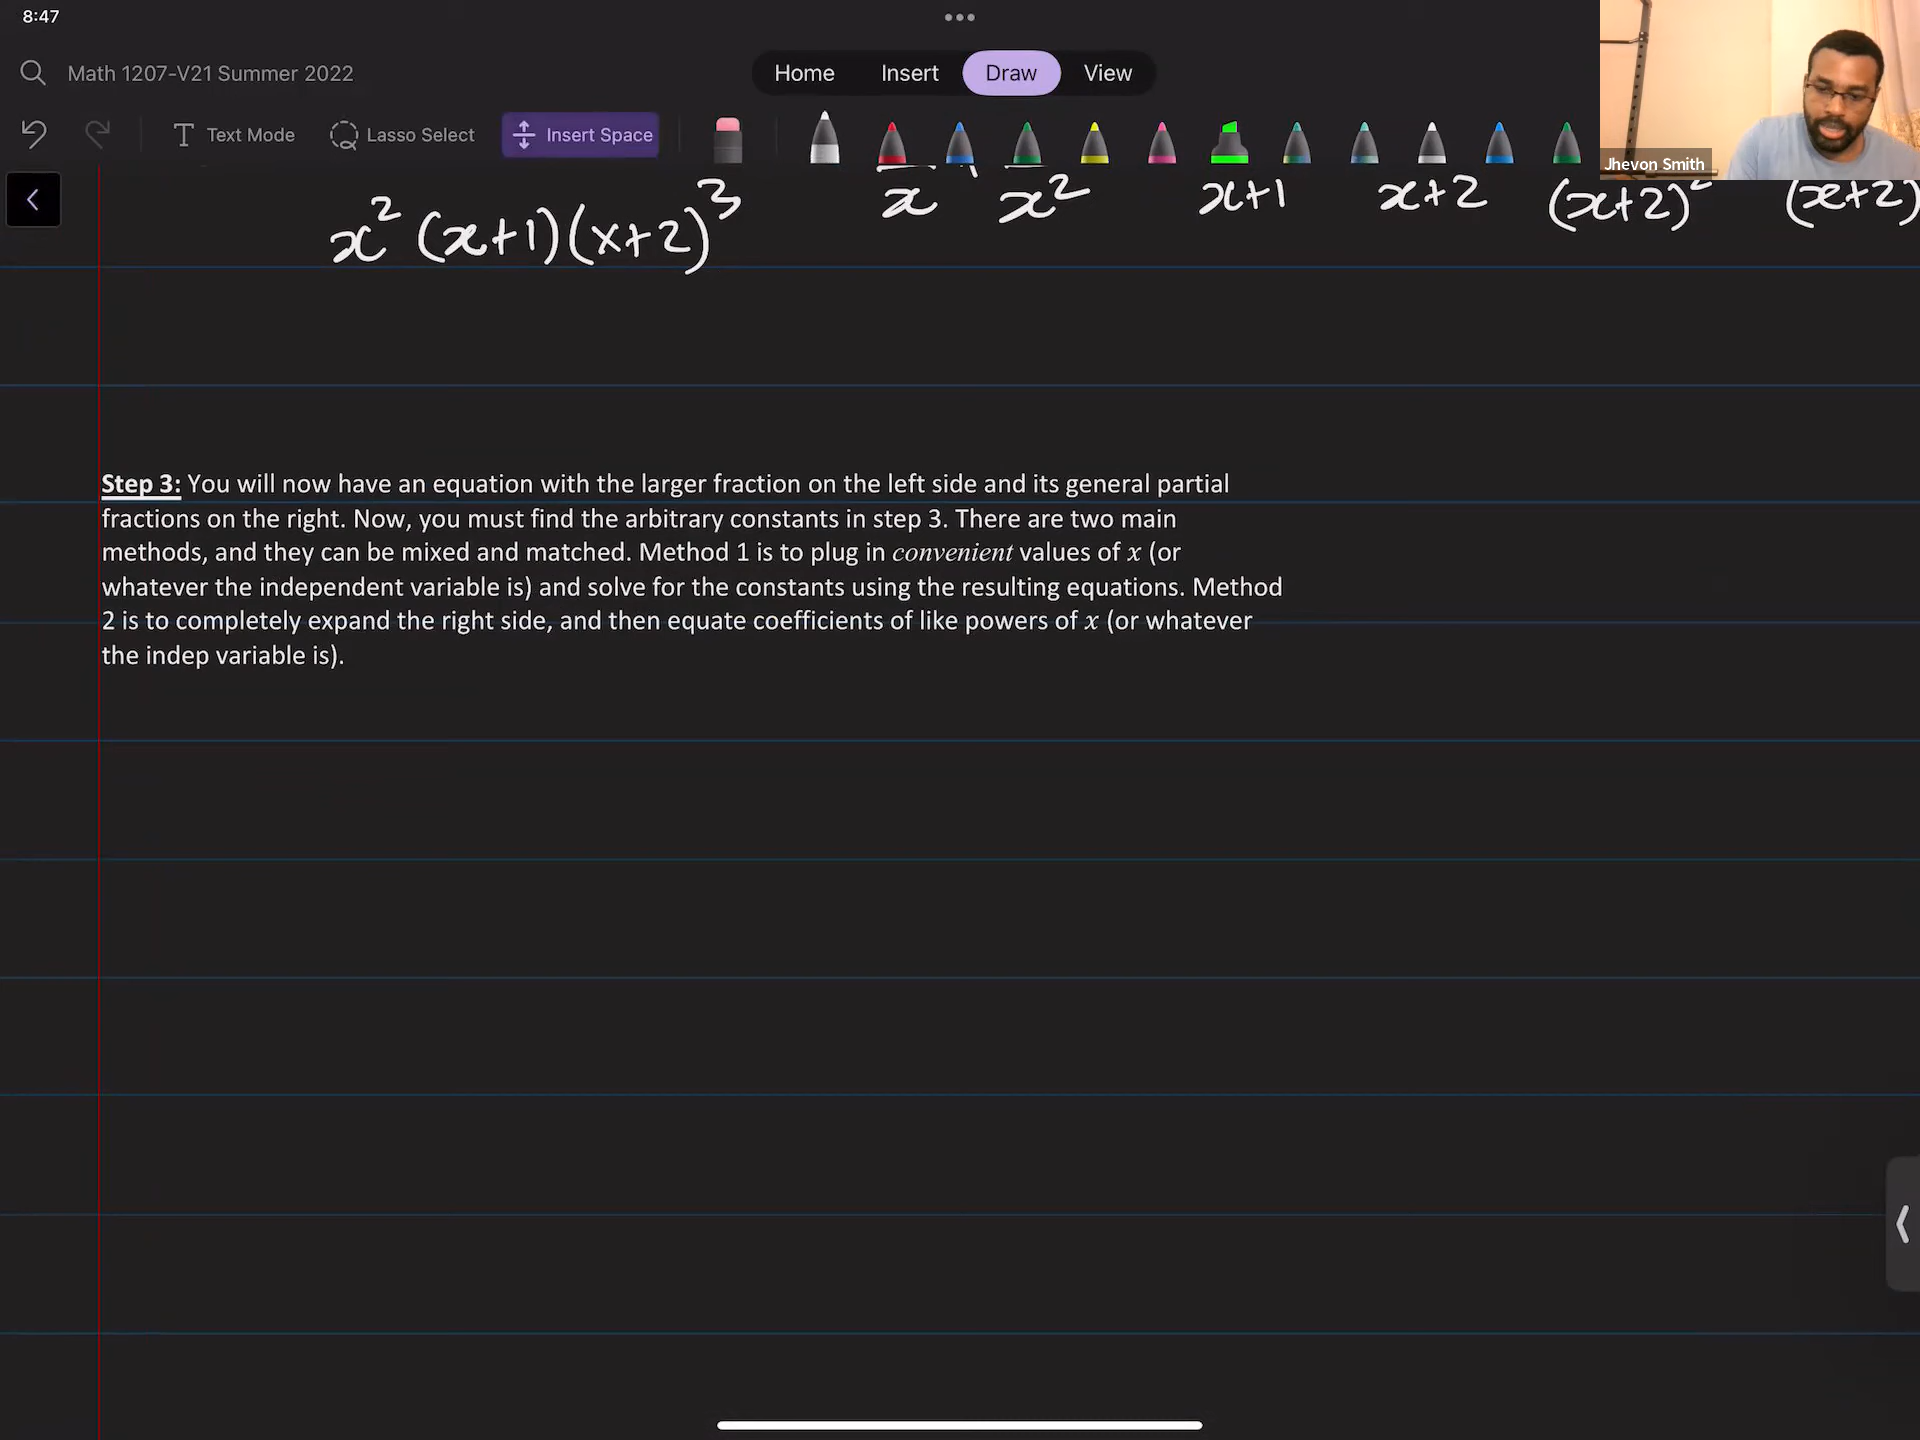 8:47
Math 1207-V21 Summer 2022
Home Insert Draw View
Text Mode Lasso Select Insert Space
Jhevon Smith
x² (x+1)(x+2)³ x x² x+1 x+2 (x+2)² (x+2)
Step 3: You will now have an equation with the larger fraction on the left side and its general partial
fractions on the right. Now, you must find the arbitrary constants in step 3. There are two main
methods, and they can be mixed and matched. Method 1 is to plug in convenient values of x (or
whatever the independent variable is) and solve for the constants using the resulting equations. Method
2 is to completely expand the right side, and then equate coefficients of like powers of x (or whatever
the indep variable is).